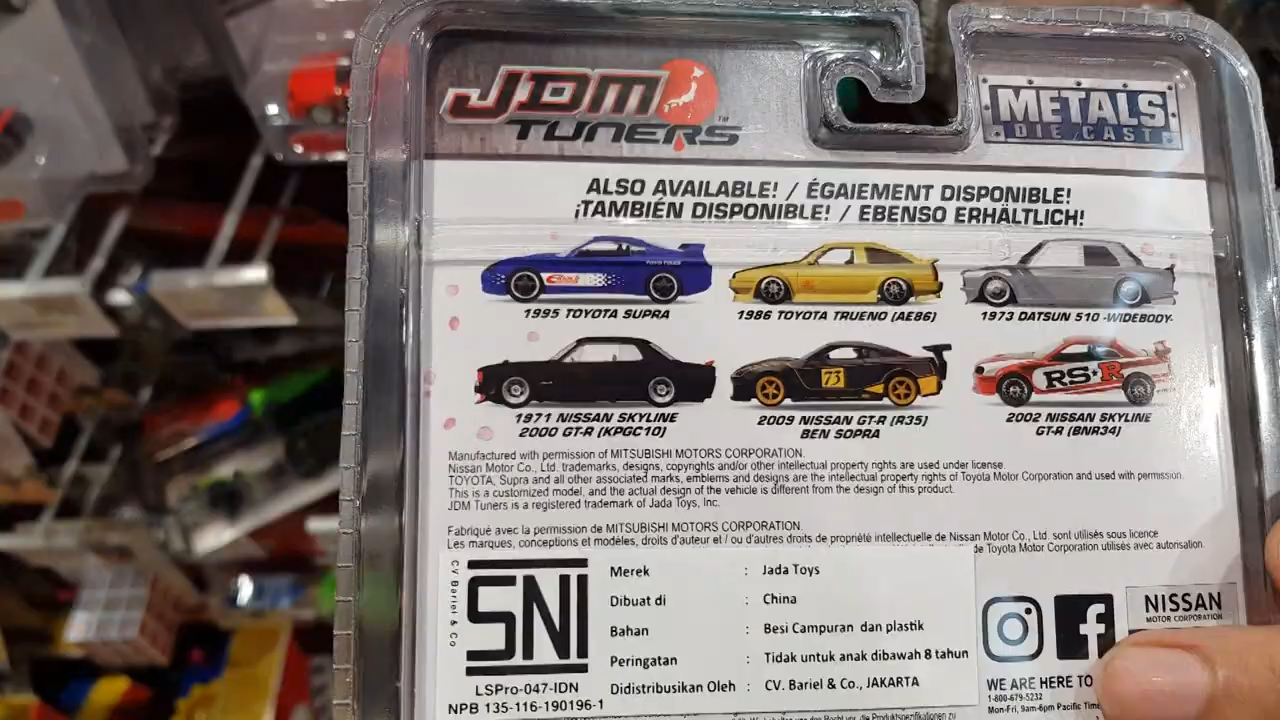 JDM
TUNERS™
METALS
DIE CAST
ALSO AVAILABLE! / ÉGAIEMENT DISPONIBLE!
¡TAMBIÉN DISPONIBLE! / EBENSO ERHÄLTLICH!
1995 TOYOTA SUPRA
1986 TOYOTA TRUENO (AE86)
1973 DATSUN 510 -WIDEBODY-
73
RS★R
1971 NISSAN SKYLINE
2000 GT-R (KPGC10)
2009 NISSAN GT-R (R35)
BEN SOPRA
2002 NISSAN SKYLINE
GT-R (BNR34)
Manufactured with permission of MITSUBISHI MOTORS CORPORATION.
Nissan Motor Co., Ltd. trademarks, designs, copyrights and/or other intellectual property rights are used under license.
TOYOTA, Supra and all other associated marks, emblems and designs are the intellectual property rights of Toyota Motor Corporation and used with permission.
This is a customized model, and the actual design of the vehicle is different from the design of this product.
JDM Tuners is a registered trademark of Jada Toys, Inc.
Fabriqué avec la permission de MITSUBISHI MOTORS CORPORATION.
Les marques, conceptions et modèles, droits d'auteur et / ou d'autres droits de propriété intellectuelle de Nissan Motor Co., Ltd. sont utilisés sous licence
de Toyota Motor Corporation utilisés avec autorisation.
CV Bariel & Co
SNI
LSPro-047-IDN
NPB 135-116-190196-1
Merek : Jada Toys
Dibuat di : China
Bahan : Besi Campuran dan plastik
Peringatan : Tidak untuk anak dibawah 8 tahun
Didistribusikan Oleh : CV. Bariel & Co., JAKARTA
NISSAN
MOTOR CORPORATION
WE ARE HERE TO
1-800-679-5232
Mon-Fri, 9am-6pm Pacific Time